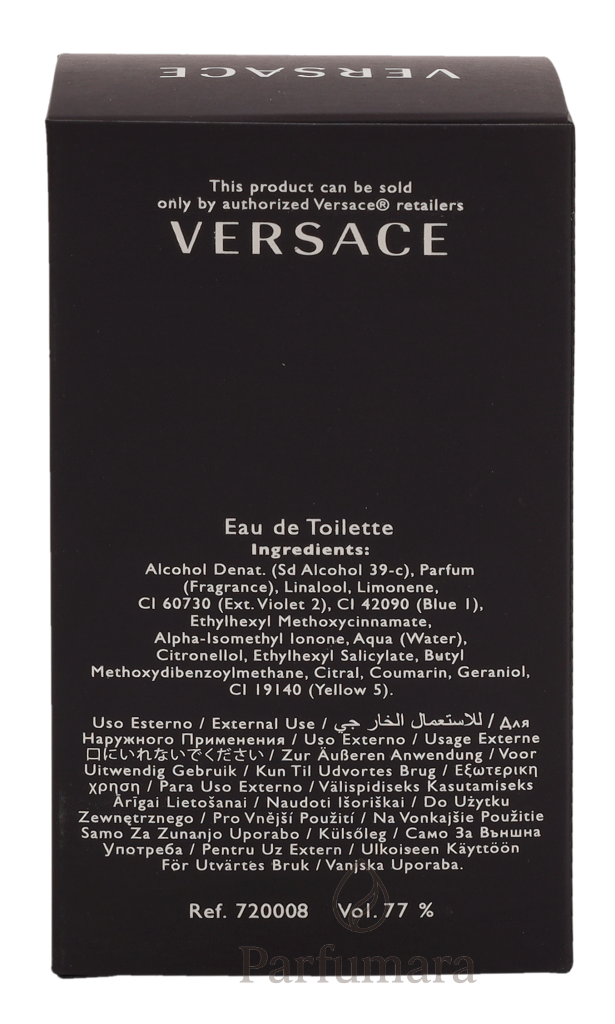 VERSACE
This product can be sold
only by authorized Versace® retailers
VERSACE
Eau de Toilette
Ingredients:
Alcohol Denat. (Sd Alcohol 39-c), Parfum
(Fragrance), Linalool, Limonene,
CI 60730 (Ext. Violet 2), CI 42090 (Blue 1),
Ethylhexyl Methoxycinnamate,
Alpha-Isomethyl Ionone, Aqua (Water),
Citronellol, Ethylhexyl Salicylate, Butyl
Methoxydibenzoylmethane, Citral, Coumarin, Geraniol,
CI 19140 (Yellow 5).
Uso Esterno / External Use / للاستعمال الخار جي / Для
Наружного Применения / Uso Externo / Usage Externe
口にいれないでください / Zur Äußeren Anwendung / Voor
Uitwendig Gebruik / Kun Til Udvortes Brug / Εξωτερικη
χρηση / Para Uso Externo / Välispidiseks Kasutamiseks
Ārīgai Lietošanai / Naudoti Išoriškai / Do Użytku
Zewnętrznego / Pro Vnější Použití / Na Vonkajšie Použitie
Samo Za Zunanjo Uporabo / Külsőleg / Само За Външна
Употреба / Pentru Uz Extern / Ulkoiseen Käyttöön
För Utvärtes Bruk / Vanjska Uporaba.
Ref. 720008 Vol. 77 %
Parfumara